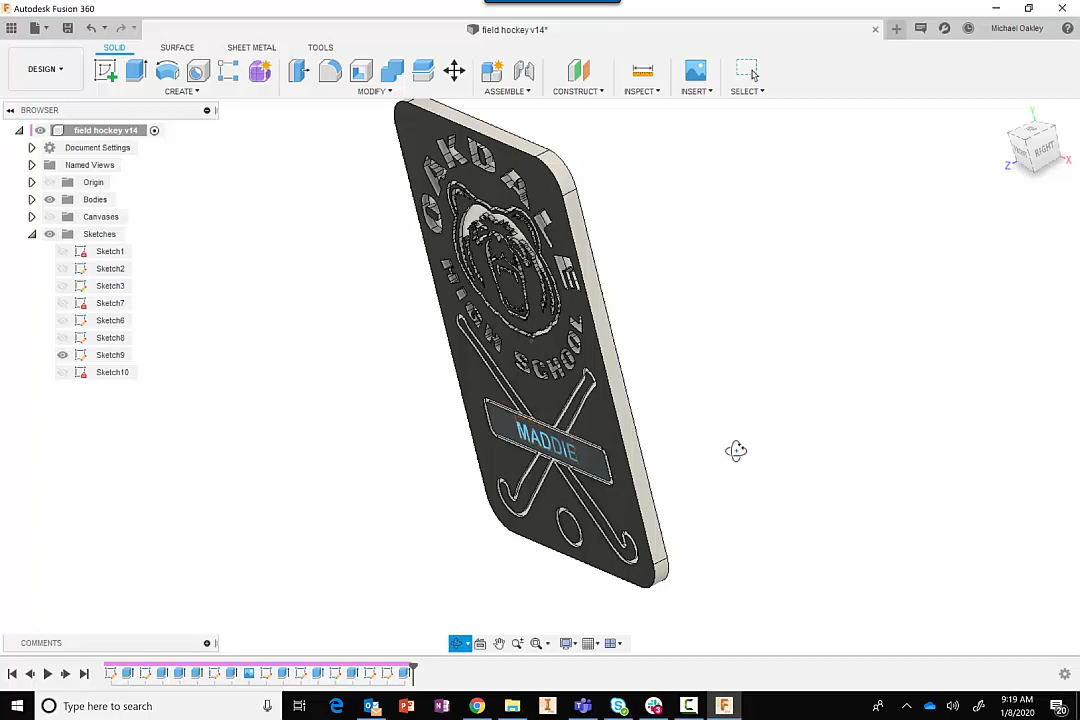 Autodesk Fusion 360
field hockey v14*
Michael Oakley
DESIGN
SOLID
SURFACE
SHEET METAL
TOOLS
CREATE
MODIFY
ASSEMBLE
CONSTRUCT
INSPECT
INSERT
SELECT
BROWSER
field hockey v14
Document Settings
Named Views
Origin
Bodies
Canvases
Sketches
Sketch1
Sketch2
Sketch3
Sketch7
Sketch6
Sketch8
Sketch9
Sketch10
OAKDALE
HIGH SCHOOL
MADDIE
Y
RIGHT
Z
X
COMMENTS
Type here to search
9:19 AM
1/8/2020
20